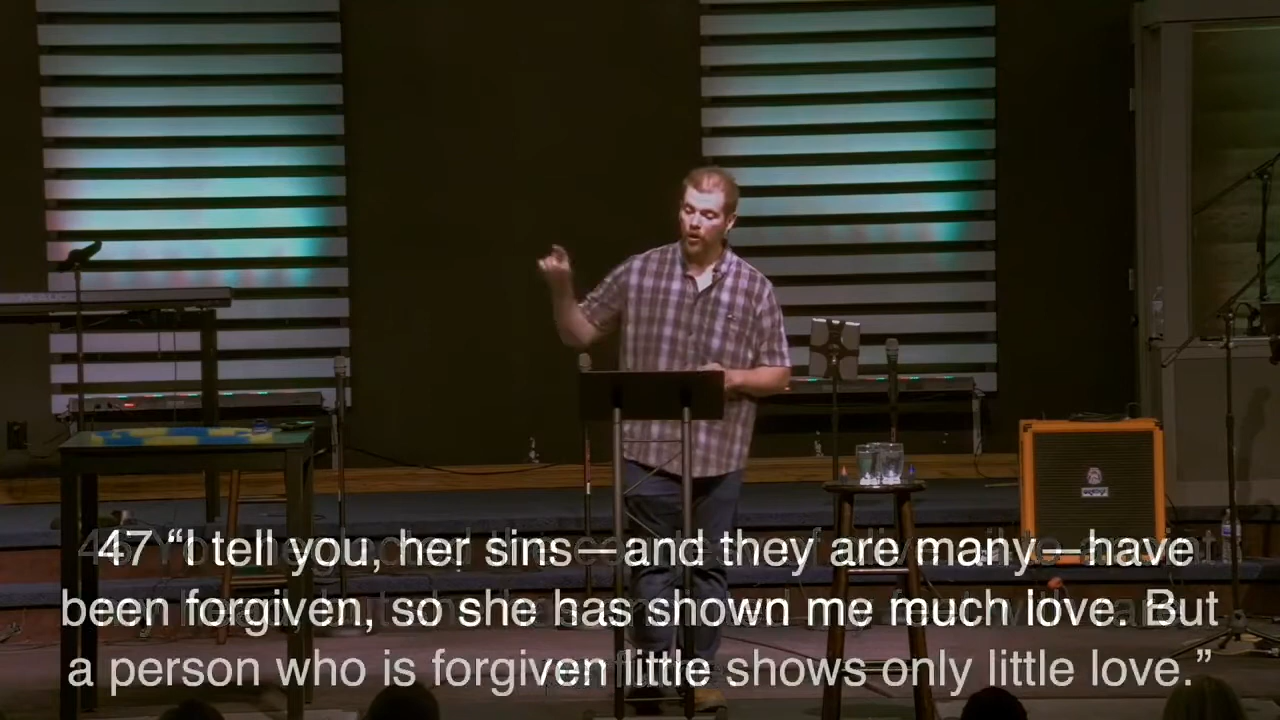 47 “I tell you, her sins—and they are many—have
been forgiven, so she has shown me much love. But
a person who is forgiven little shows only little love.”